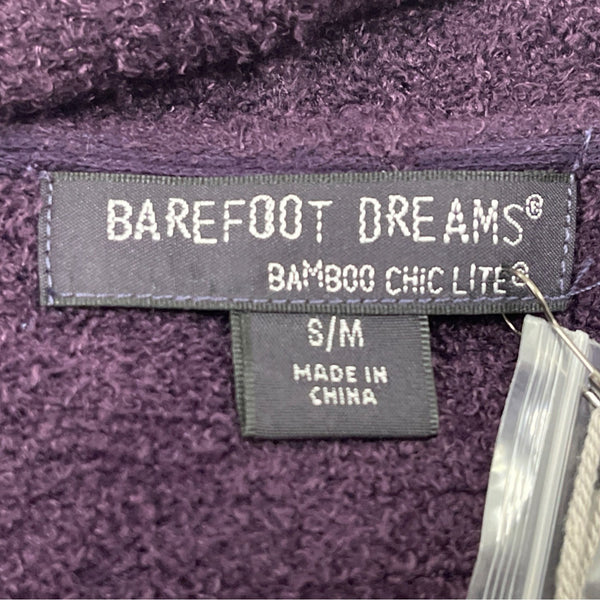 BAREFOOT DREAMS®
BAMBOO CHIC LITE®
S/M
MADE IN
CHINA